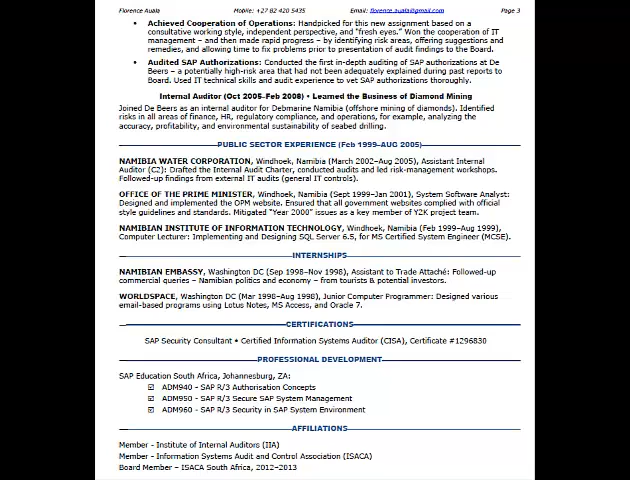 Florence Auala Mobile: +27 82 420 5435 Email: florence.auala@gmail.com Page 3
• Achieved Cooperation of Operations: Handpicked for this new assignment based on a
consultative working style, independent perspective, and "fresh eyes." Won the cooperation of IT
management – and then made rapid progress – by identifying risk areas, offering suggestions and
remedies, and allowing time to fix problems prior to presentation of audit findings to the Board.
• Audited SAP Authorizations: Conducted the first in-depth auditing of SAP authorizations at De
Beers – a potentially high-risk area that had not been adequately explained during past reports to
Board. Used IT technical skills and audit experience to vet SAP authorizations thoroughly.
Internal Auditor (Oct 2005–Feb 2008) • Learned the Business of Diamond Mining
Joined De Beers as an internal auditor for Debmarine Namibia (offshore mining of diamonds). Identified
risks in all areas of finance, HR, regulatory compliance, and operations, for example, analyzing the
accuracy, profitability, and environmental sustainability of seabed drilling.
PUBLIC SECTOR EXPERIENCE (Feb 1999–AUG 2005)
NAMIBIA WATER CORPORATION, Windhoek, Namibia (March 2002–Aug 2005), Assistant Internal
Auditor (C2): Drafted the Internal Audit Charter, conducted audits and led risk-management workshops.
Followed-up findings from external IT audits (general IT controls).
OFFICE OF THE PRIME MINISTER, Windhoek, Namibia (Sept 1999–Jan 2001), System Software Analyst:
Designed and implemented the OPM website. Ensured that all government websites complied with official
style guidelines and standards. Mitigated "Year 2000" issues as a key member of Y2K project team.
NAMIBIAN INSTITUTE OF INFORMATION TECHNOLOGY, Windhoek, Namibia (Feb 1999–Aug 1999),
Computer Lecturer: Implementing and Designing SQL Server 6.5, for MS Certified System Engineer (MCSE).
INTERNSHIPS
NAMIBIAN EMBASSY, Washington DC (Sep 1998–Nov 1998), Assistant to Trade Attaché: Followed-up
commercial queries – Namibian politics and economy – from tourists & potential investors.
WORLDSPACE, Washington DC (Mar 1998–Aug 1998), Junior Computer Programmer: Designed various
email-based programs using Lotus Notes, MS Access, and Oracle 7.
CERTIFICATIONS
SAP Security Consultant • Certified Information Systems Auditor (CISA), Certificate #1296830
PROFESSIONAL DEVELOPMENT
SAP Education South Africa, Johannesburg, ZA:
☑ ADM940 - SAP R/3 Authorisation Concepts
☑ ADM950 - SAP R/3 Secure SAP System Management
☑ ADM960 - SAP R/3 Security in SAP System Environment
AFFILIATIONS
Member - Institute of Internal Auditors (IIA)
Member - Information Systems Audit and Control Association (ISACA)
Board Member – ISACA South Africa, 2012–2013